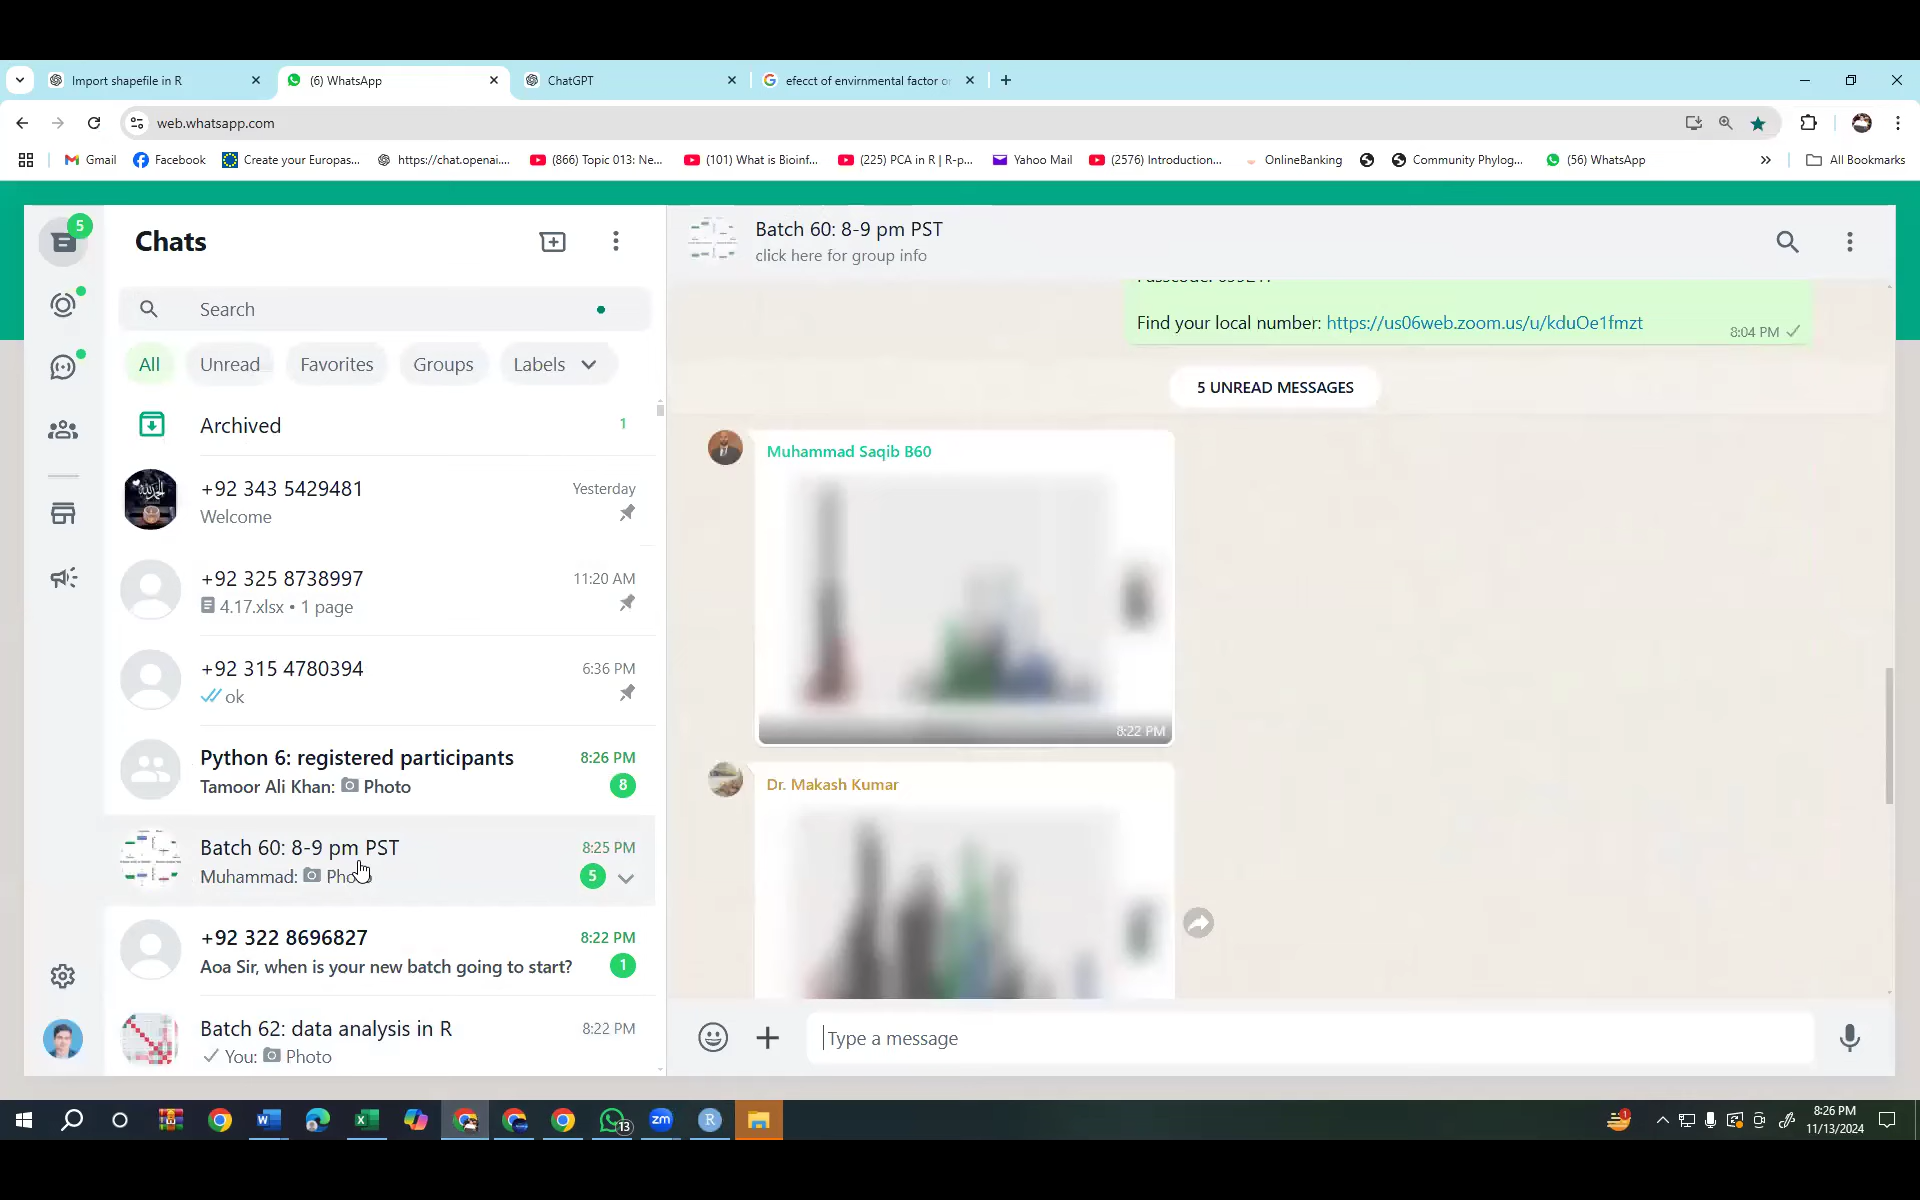 Import shapefile in R
(6) WhatsApp
ChatGPT
efecct of envirnmental factor o
web.whatsapp.com
Gmail
Facebook
Create your Europas...
https://chat.openai....
(866) Topic 013: Ne...
(101) What is Bioinf...
(225) PCA in R | R-p...
Yahoo Mail
(2576) Introduction...
OnlineBanking
Community Phylog...
(56) WhatsApp
All Bookmarks
5
Chats
Search
All
Unread
Favorites
Groups
Labels
Archived
1
+92 343 5429481
Yesterday
Welcome
+92 325 8738997
11:20 AM
4.17.xlsx • 1 page
+92 315 4780394
6:36 PM
ok
Python 6: registered participants
8:26 PM
Tamoor Ali Khan: Photo
8
Batch 60: 8-9 pm PST
8:25 PM
Muhammad: Photo
5
+92 322 8696827
8:22 PM
Aoa Sir, when is your new batch going to start?
1
Batch 62: data analysis in R
8:22 PM
You: Photo
Batch 60: 8-9 pm PST
click here for group info
Find your local number: https://us06web.zoom.us/u/kduOe1fmzt
8:04 PM
5 UNREAD MESSAGES
Muhammad Saqib B60
8:22 PM
Dr. Makash Kumar
Type a message
13
zm
R
1
8:26 PM
11/13/2024